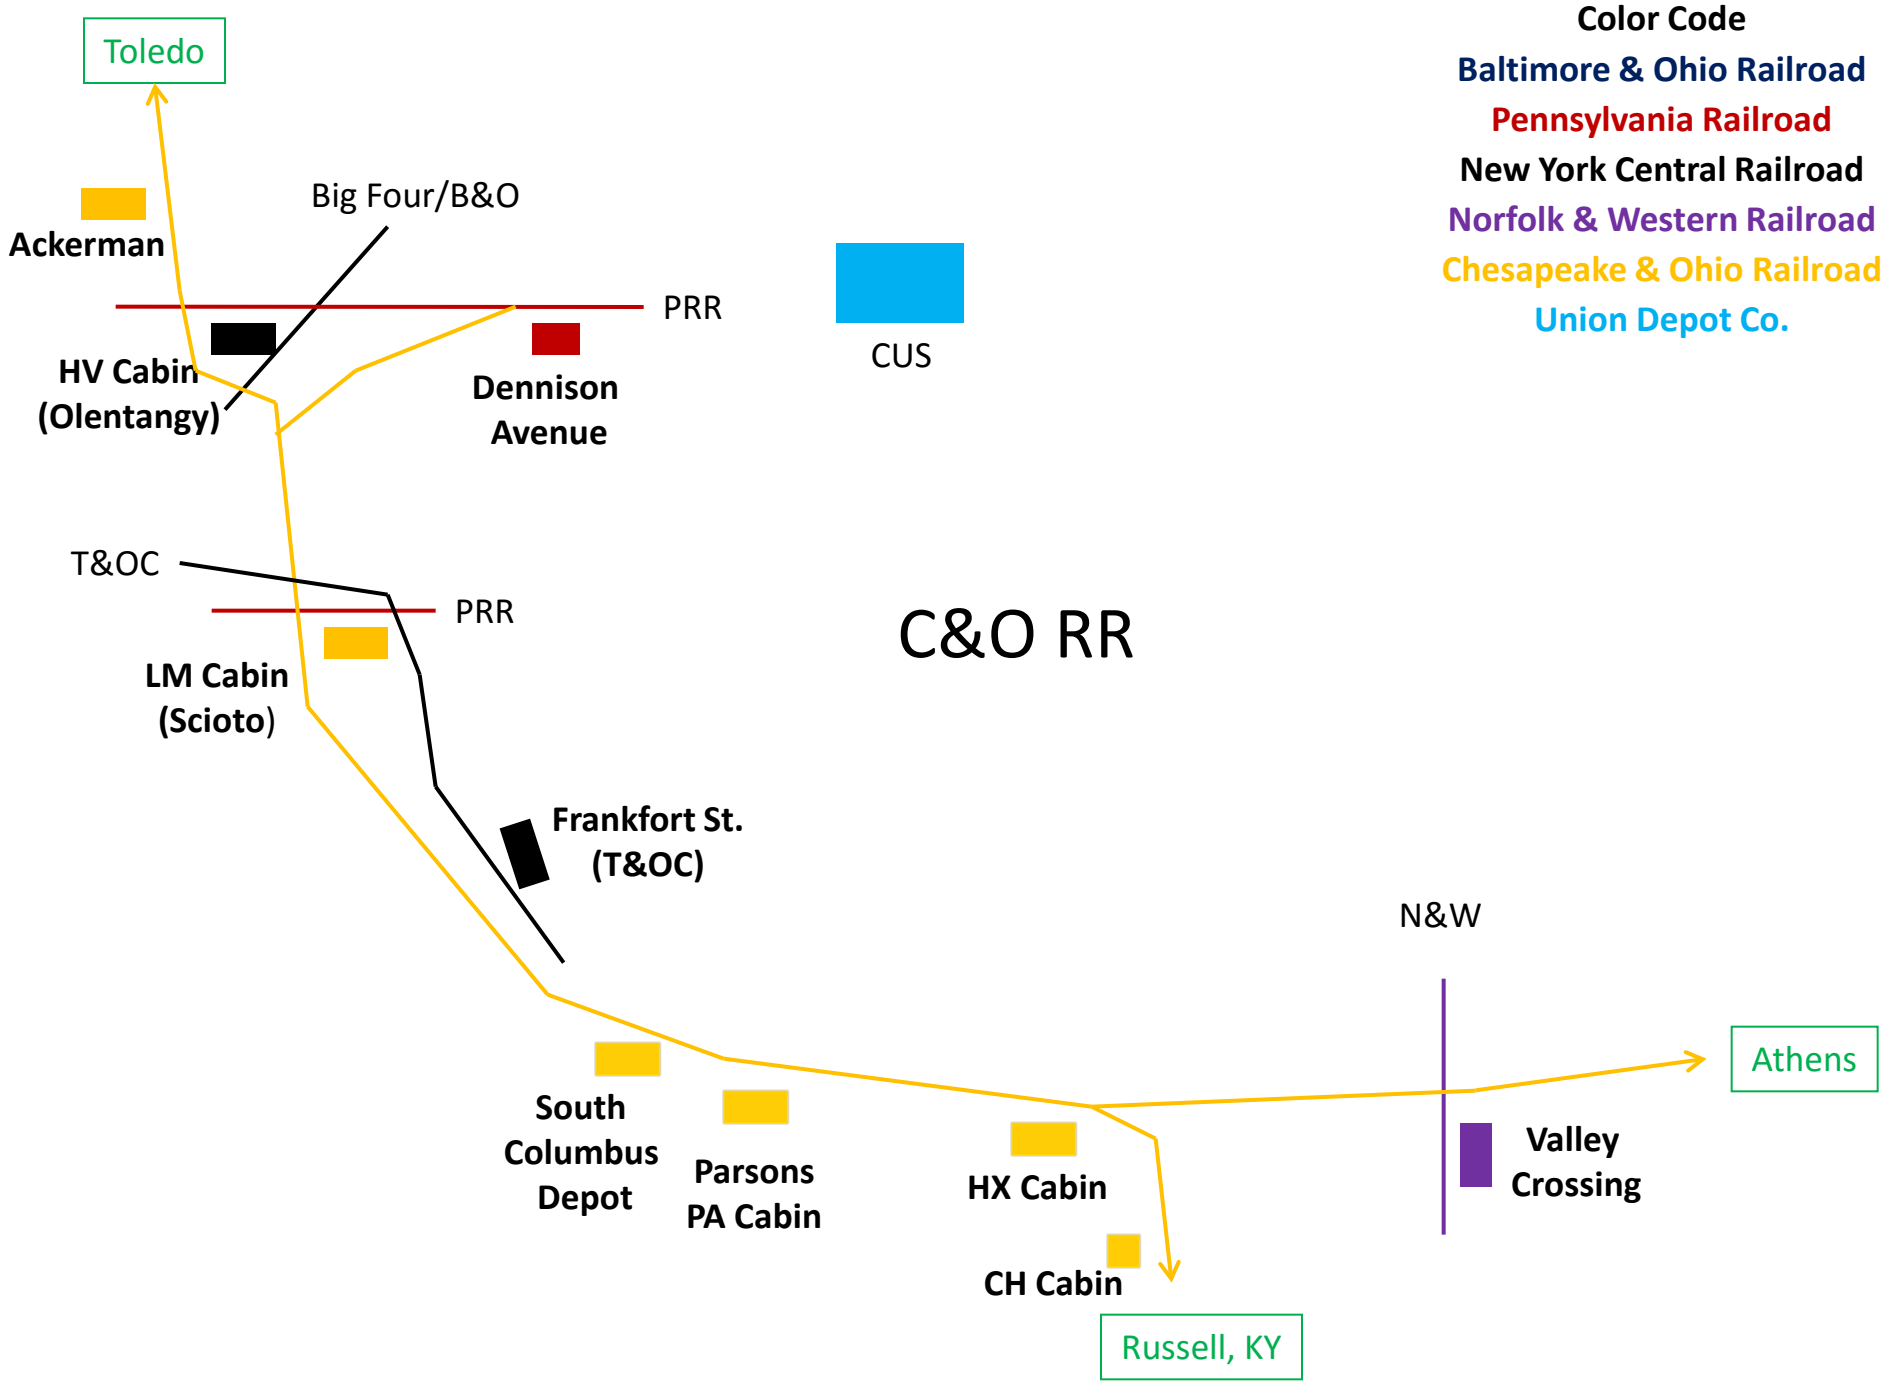 Color Code
Baltimore & Ohio Railroad
Pennsylvania Railroad
New York Central Railroad
Norfolk & Western Railroad
Chesapeake & Ohio Railroad
Union Depot Co.
Toledo
Big Four/B&O
Ackerman
PRR
HV Cabin
(Olentangy)
Dennison
Avenue
CUS
T&OC
PRR
C&O RR
LM Cabin
(Scioto)
Frankfort St.
(T&OC)
N&W
Athens
South
Columbus
Depot
Parsons
PA Cabin
HX Cabin
Valley
Crossing
CH Cabin
Russell, KY